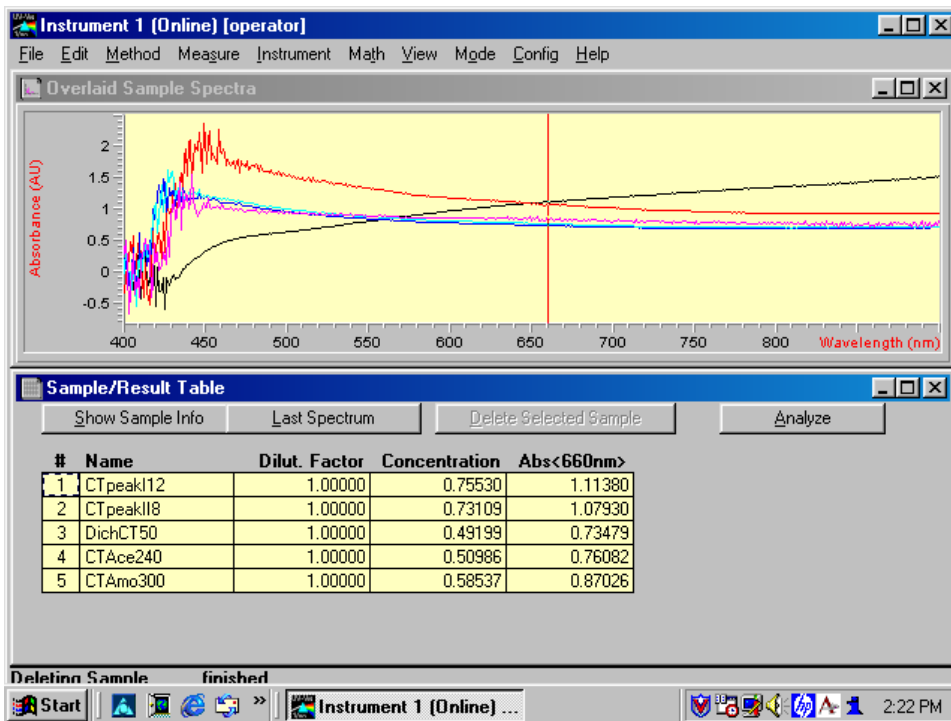 Instrument 1 (Online) [operator]
File Edit Method Measure Instrument Math View Mode Config Help
Overlaid Sample Spectra
Absorbance (AU)
2
1.5
1
0.5
0
-0.5
400 450 500 550 600 650 700 750 800 Wavelength (nm)
Sample/Result Table
Show Sample Info Last Spectrum Delete Selected Sample Analyze
# Name Dilut. Factor Concentration Abs<660nm>
1 CTpeakI12 1.00000 0.75530 1.11380
2 CTpeakII8 1.00000 0.73109 1.07930
3 DichCT50 1.00000 0.49199 0.73479
4 CTAce240 1.00000 0.50986 0.76082
5 CTAmo300 1.00000 0.58537 0.87026
Deleting Sample finished
Start » Instrument 1 (Online) ... hp 2:22 PM